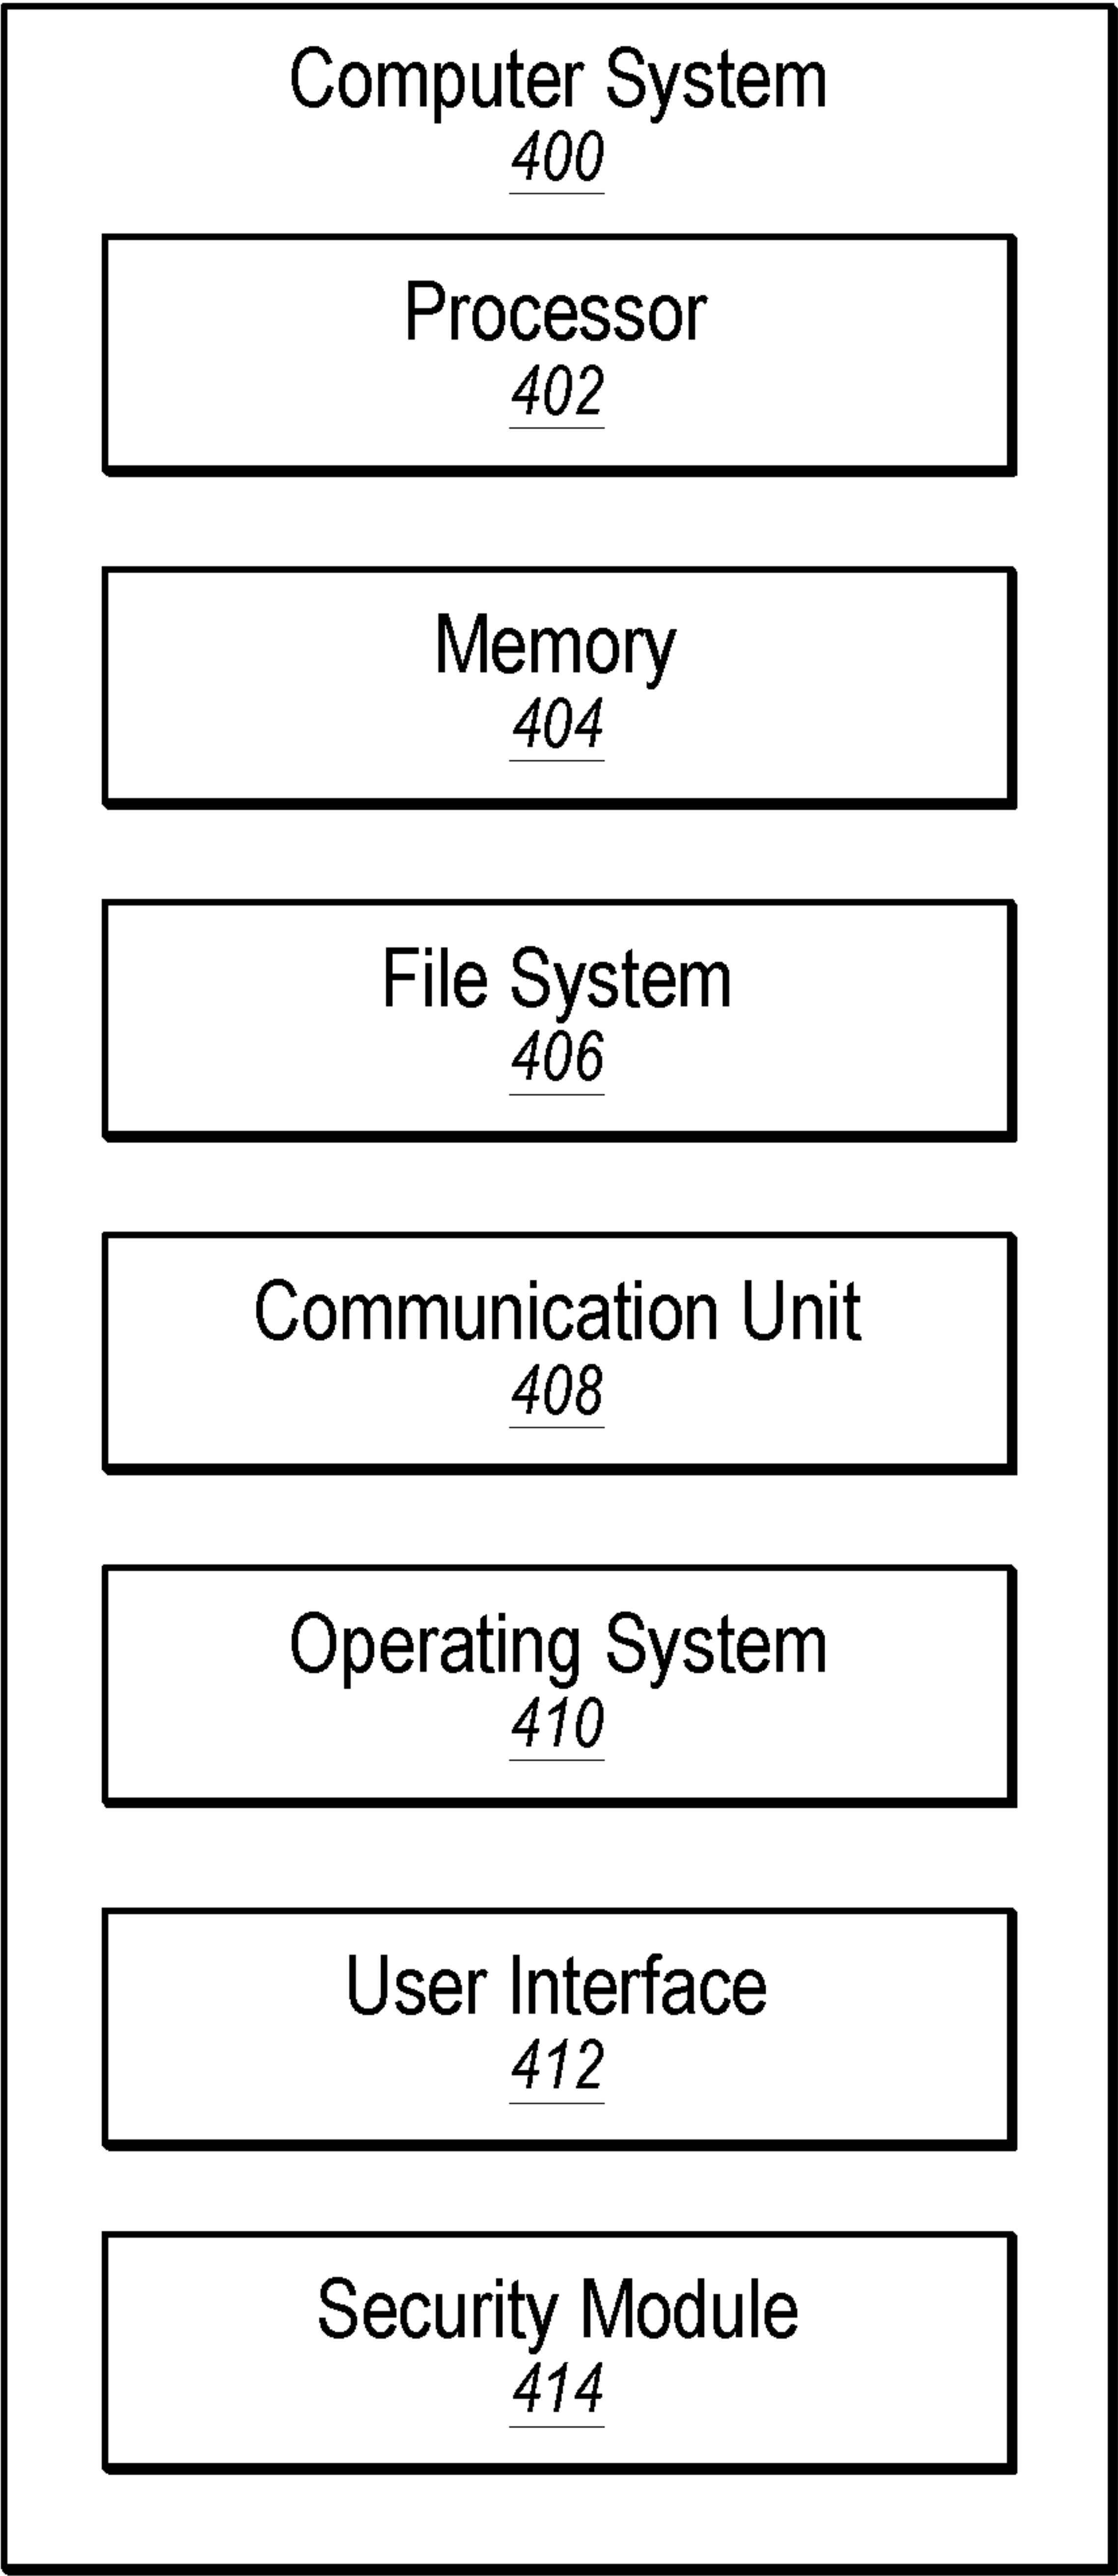 Computer System
400
Processor
402
Memory
404
File System
406
Communication Unit
408
Operating System
410
User Interface
412
Security Module
414